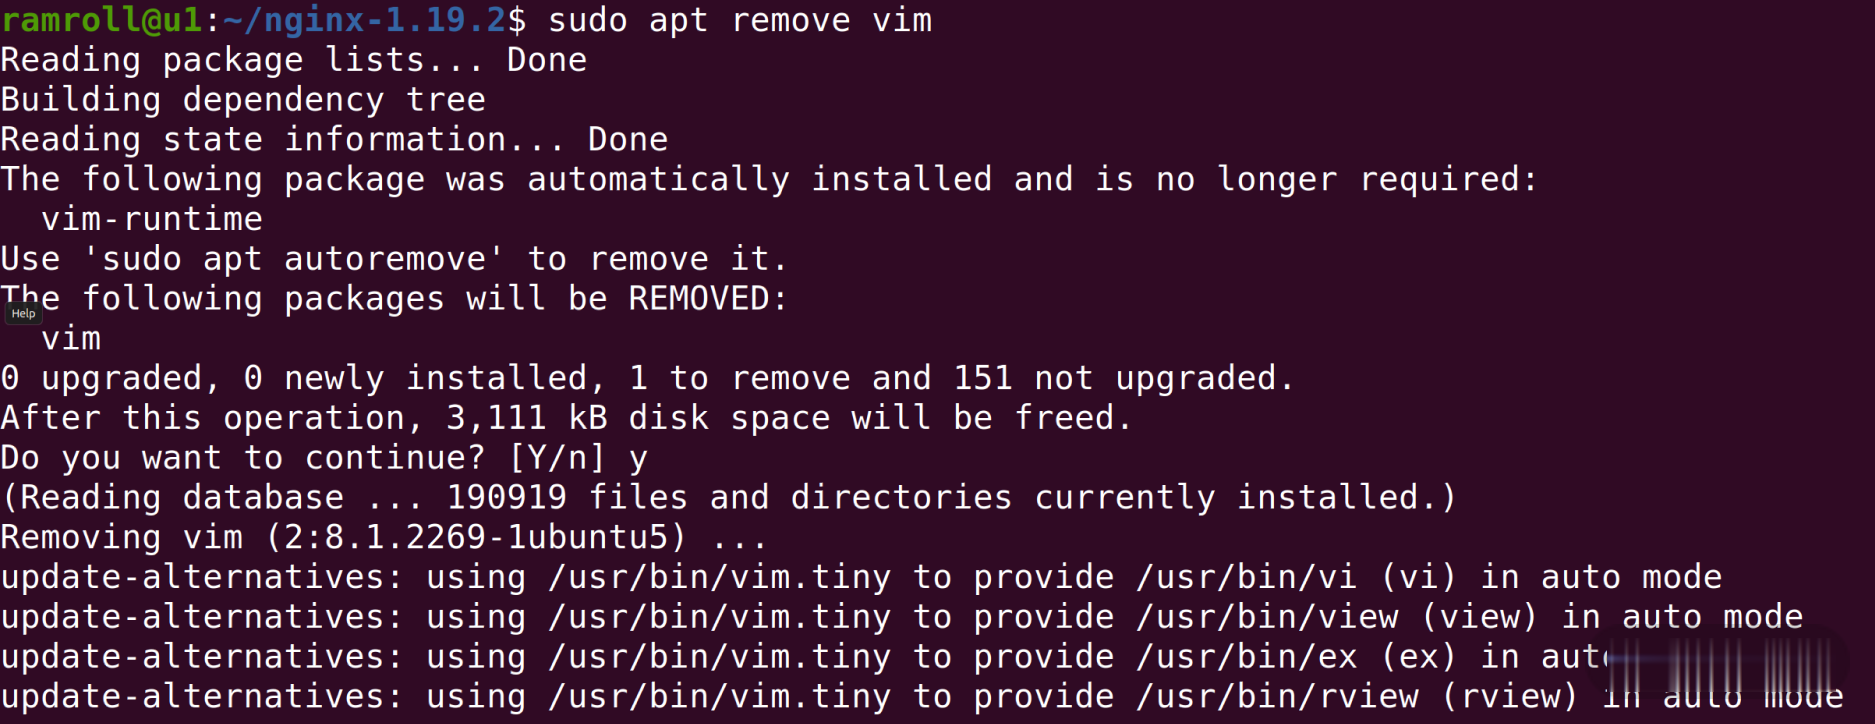 ramroll@u1:~/nginx-1.19.2$ sudo apt remove vim
Reading package lists... Done
Building dependency tree
Reading state information... Done
The following package was automatically installed and is no longer required:
  vim-runtime
Use 'sudo apt autoremove' to remove it.
The following packages will be REMOVED:
Help
  vim
0 upgraded, 0 newly installed, 1 to remove and 151 not upgraded.
After this operation, 3,111 kB disk space will be freed.
Do you want to continue? [Y/n] y
(Reading database ... 190919 files and directories currently installed.)
Removing vim (2:8.1.2269-1ubuntu5) ...
update-alternatives: using /usr/bin/vim.tiny to provide /usr/bin/vi (vi) in auto mode
update-alternatives: using /usr/bin/vim.tiny to provide /usr/bin/view (view) in auto mode
update-alternatives: using /usr/bin/vim.tiny to provide /usr/bin/ex (ex) in auto
update-alternatives: using /usr/bin/vim.tiny to provide /usr/bin/rview (rview) in auto mode